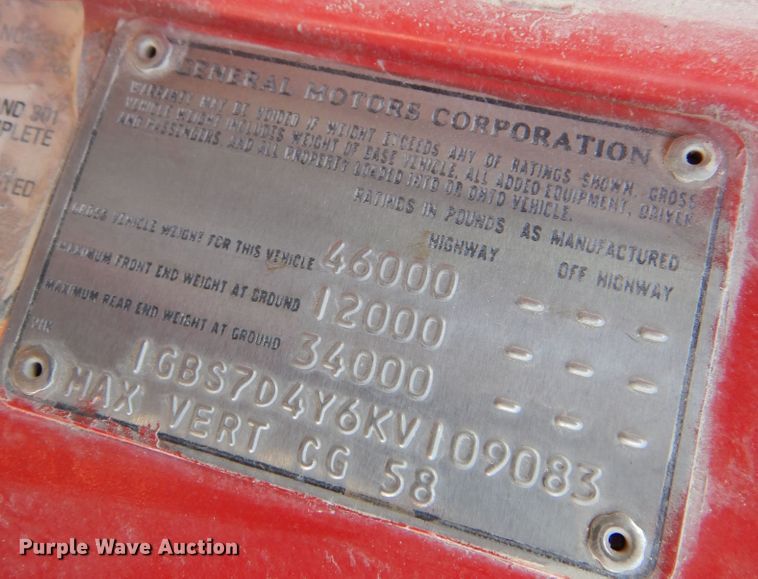 AND 301
GENERAL MOTORS CORPORATION
WARRANTY MAY BE VOIDED IF WEIGHT EXCEEDS ANY OF RATINGS SHOWN. GROSS
VEHICLE WEIGHT INCLUDES WEIGHT OF BASE VEHICLE, ALL ADDED EQUIPMENT, DRIVER
AND PASSENGERS, AND ALL PROPERTY LOADED INTO OR ONTO VEHICLE.
RATINGS IN POUNDS AS MANUFACTURED
HIGHWAY OFF HIGHWAY
GROSS VEHICLE WEIGHT FOR THIS VEHICLE 46000 - - -
MAXIMUM FRONT END WEIGHT AT GROUND 12000 - - -
MAXIMUM REAR END WEIGHT AT GROUND 34000 - - -
1GBS7D4Y6KV109083
MAX VERT CG 58
Purple Wave Auction